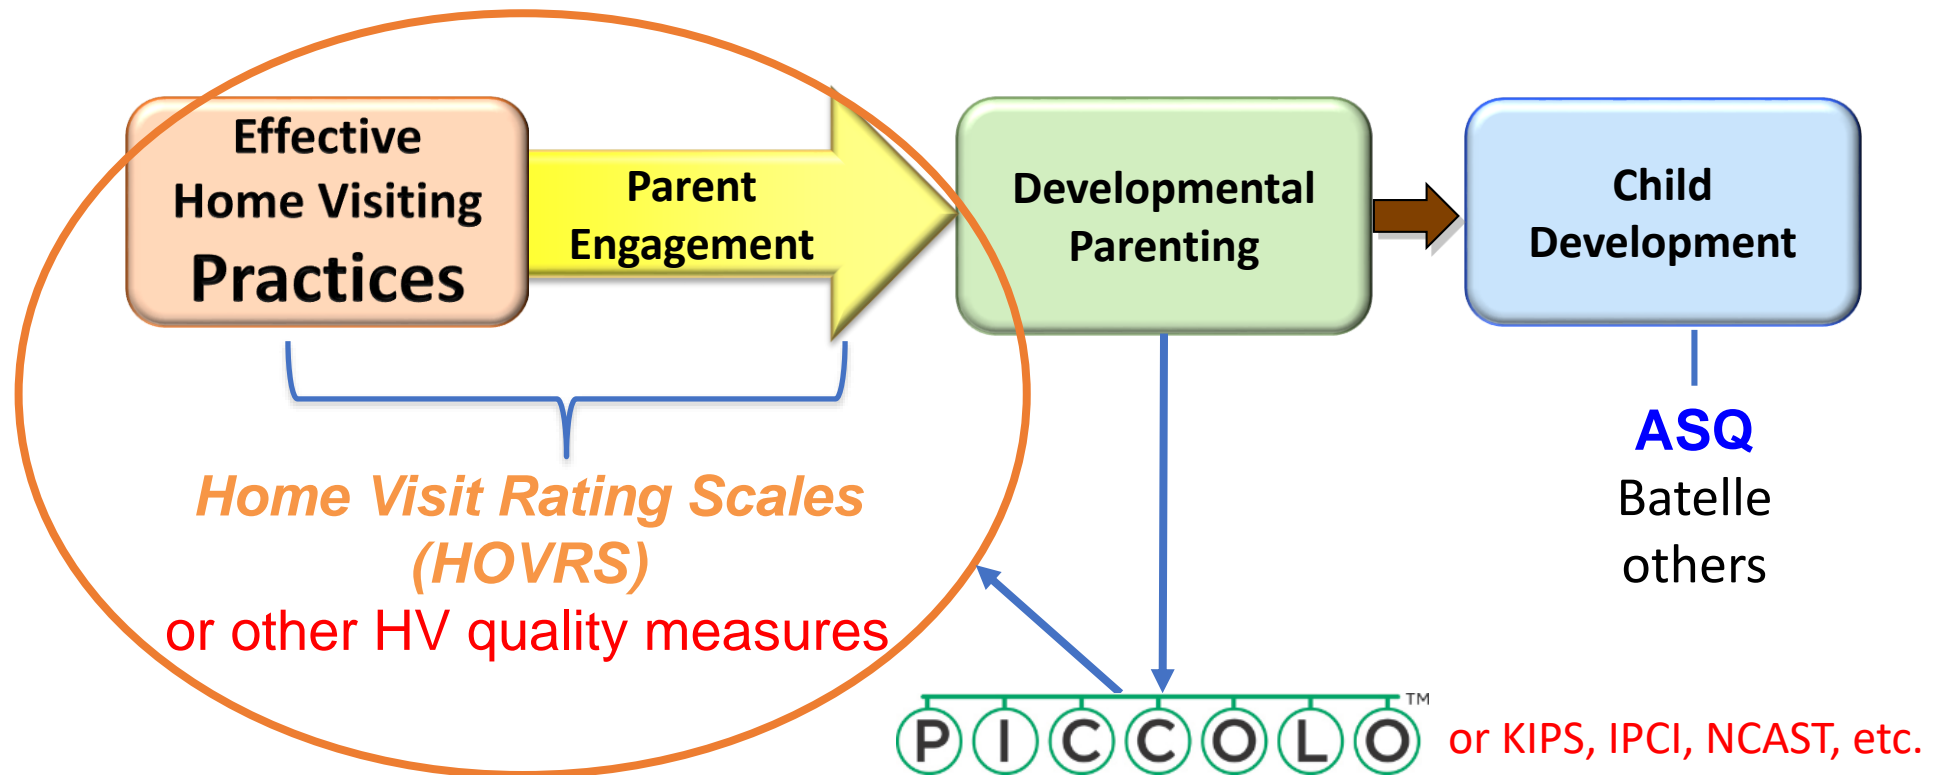 Effective
Home Visiting
Practices
Parent
Engagement
Developmental
Parenting
Child
Development
Home Visit Rating Scales
(HOVRS)
or other HV quality measures
ASQ
Batelle
others
PICCOLO™ or KIPS, IPCI, NCAST, etc.